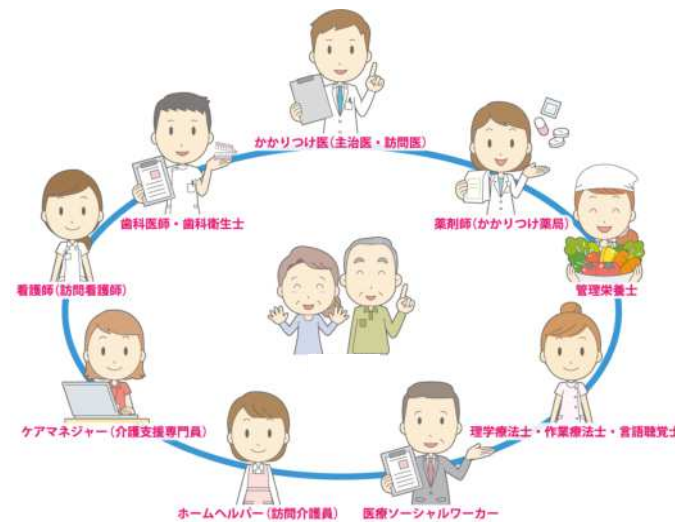 かかりつけ医(主治医・訪問医)
歯科医師・歯科衛生士
薬剤師(かかりつけ薬局)
看護師(訪問看護師)
管理栄養士
ケアマネジャー(介護支援専門員)
理学療法士・作業療法士・言語聴覚士
ホームヘルパー(訪問介護員)
医療ソーシャルワーカー